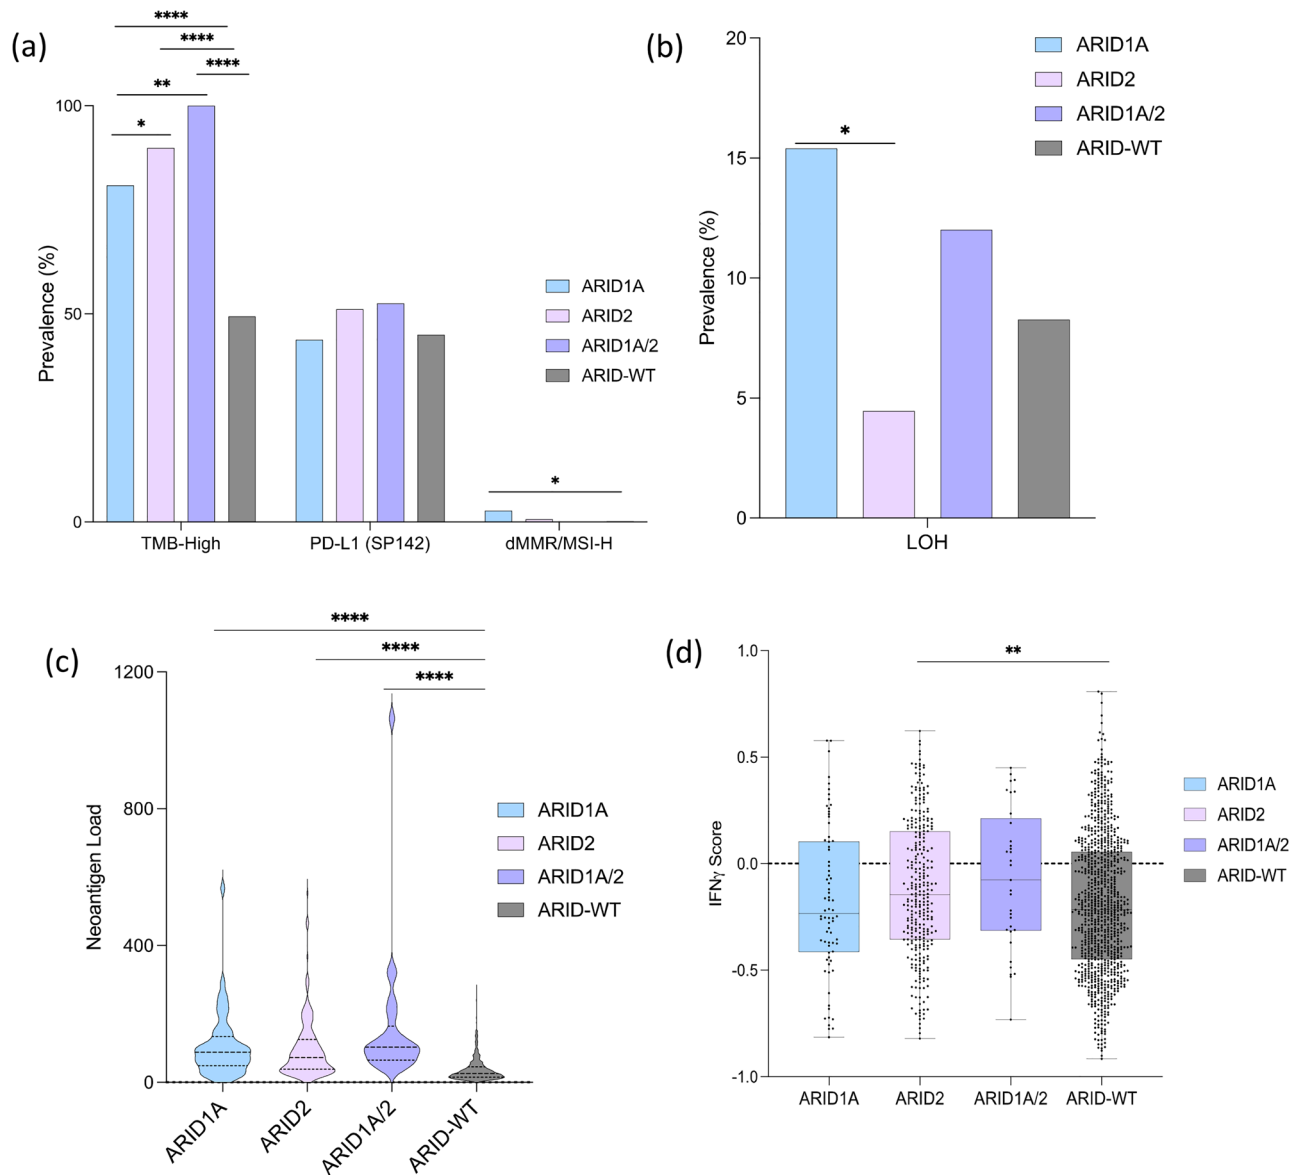 (a)
****
****
****
**
*
100
50
0
Prevalence (%)
ARID1A
ARID2
ARID1A/2
ARID-WT
*
TMB-High
PD-L1 (SP142)
dMMR/MSI-H
(b)
20
15
10
5
0
Prevalence (%)
*
ARID1A
ARID2
ARID1A/2
ARID-WT
LOH
(c)
****
****
****
1200
800
400
0
Neoantigen Load
ARID1A
ARID2
ARID1A/2
ARID-WT
ARID1A
ARID2
ARID1A/2
ARID-WT
(d)
**
1.0
0.5
0.0
-0.5
-1.0
IFNγ Score
ARID1A
ARID2
ARID1A/2
ARID-WT
ARID1A
ARID2
ARID1A/2
ARID-WT